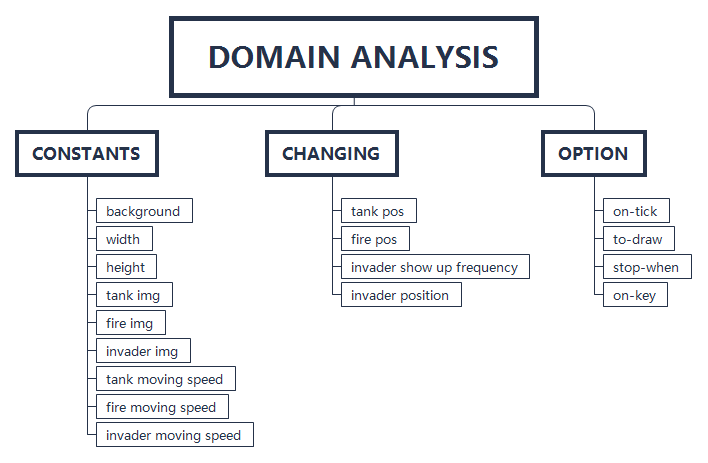 DOMAIN ANALYSIS
CONSTANTS
background
width
height
tank img
fire img
invader img
tank moving speed
fire moving speed
invader moving speed
CHANGING
tank pos
fire pos
invader show up frequency
invader position
OPTION
on-tick
to-draw
stop-when
on-key